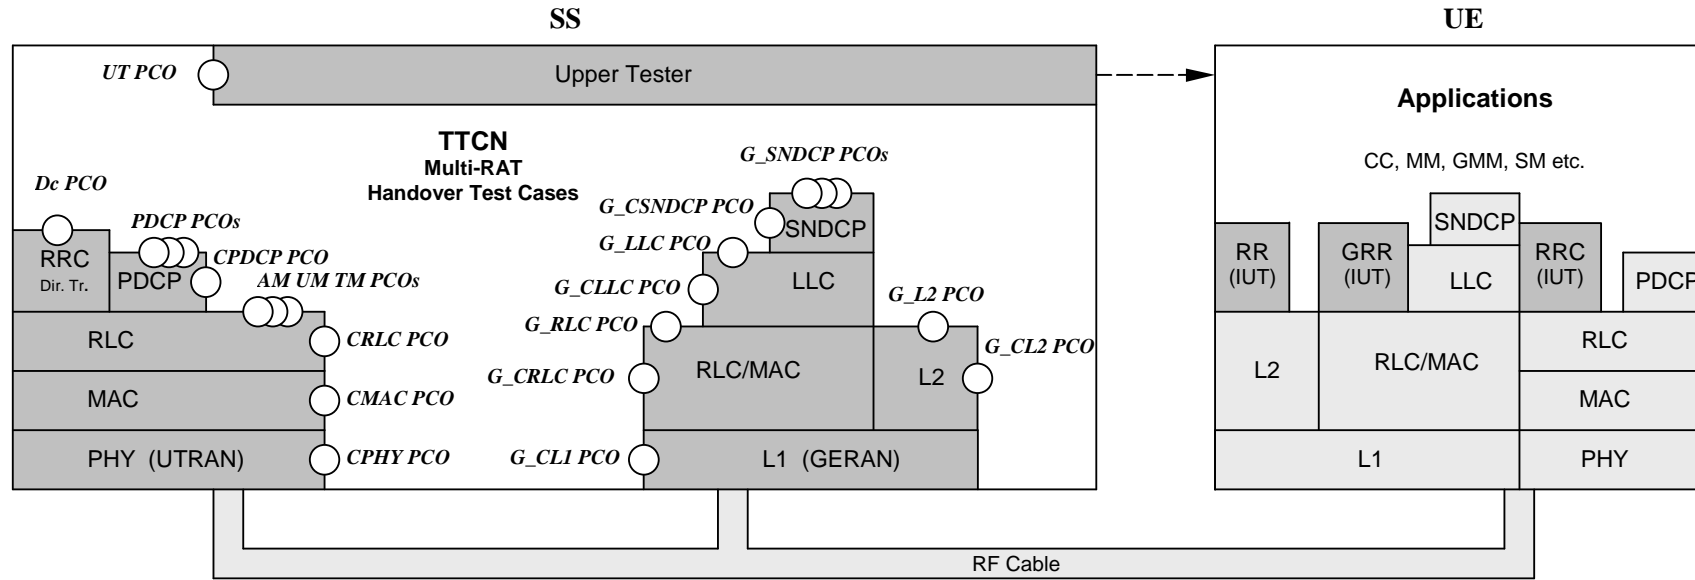 SS
UE
UT PCO
Upper Tester
Applications
TTCN
Multi-RAT
Handover Test Cases
G_SNDCP PCOs
CC, MM, GMM, SM etc.
Dc PCO
PDCP PCOs
G_CSNDCP PCO
SNDCP
SNDCP
RRC
Dir. Tr.
PDCP
CPDCP PCO
AM UM TM PCOs
G_LLC PCO
G_CLLC PCO
LLC
G_L2 PCO
RR
(IUT)
GRR
(IUT)
LLC
RRC
(IUT)
PDCP
RLC
CRLC PCO
G_RLC PCO
G_CL2 PCO
RLC
G_CRLC PCO
RLC/MAC
L2
L2
RLC/MAC
MAC
CMAC PCO
MAC
PHY (UTRAN)
CPHY PCO
G_CL1 PCO
L1 (GERAN)
L1
PHY
RF Cable